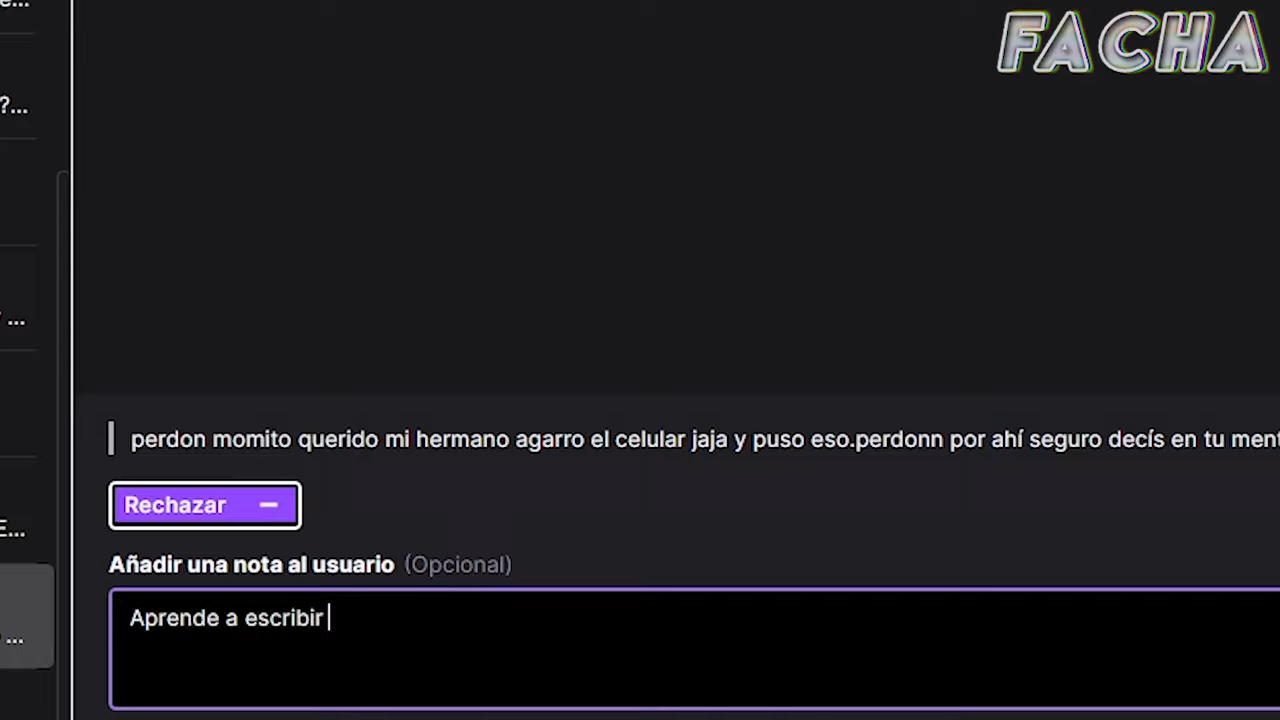 FACHA
?...
...
perdon momito querido mi hermano agarro el celular jaja y puso eso.perdonn por ahí seguro decís en tu
Rechazar
Añadir una nota al usuario (Opcional)
E...
Aprende a escribir
...